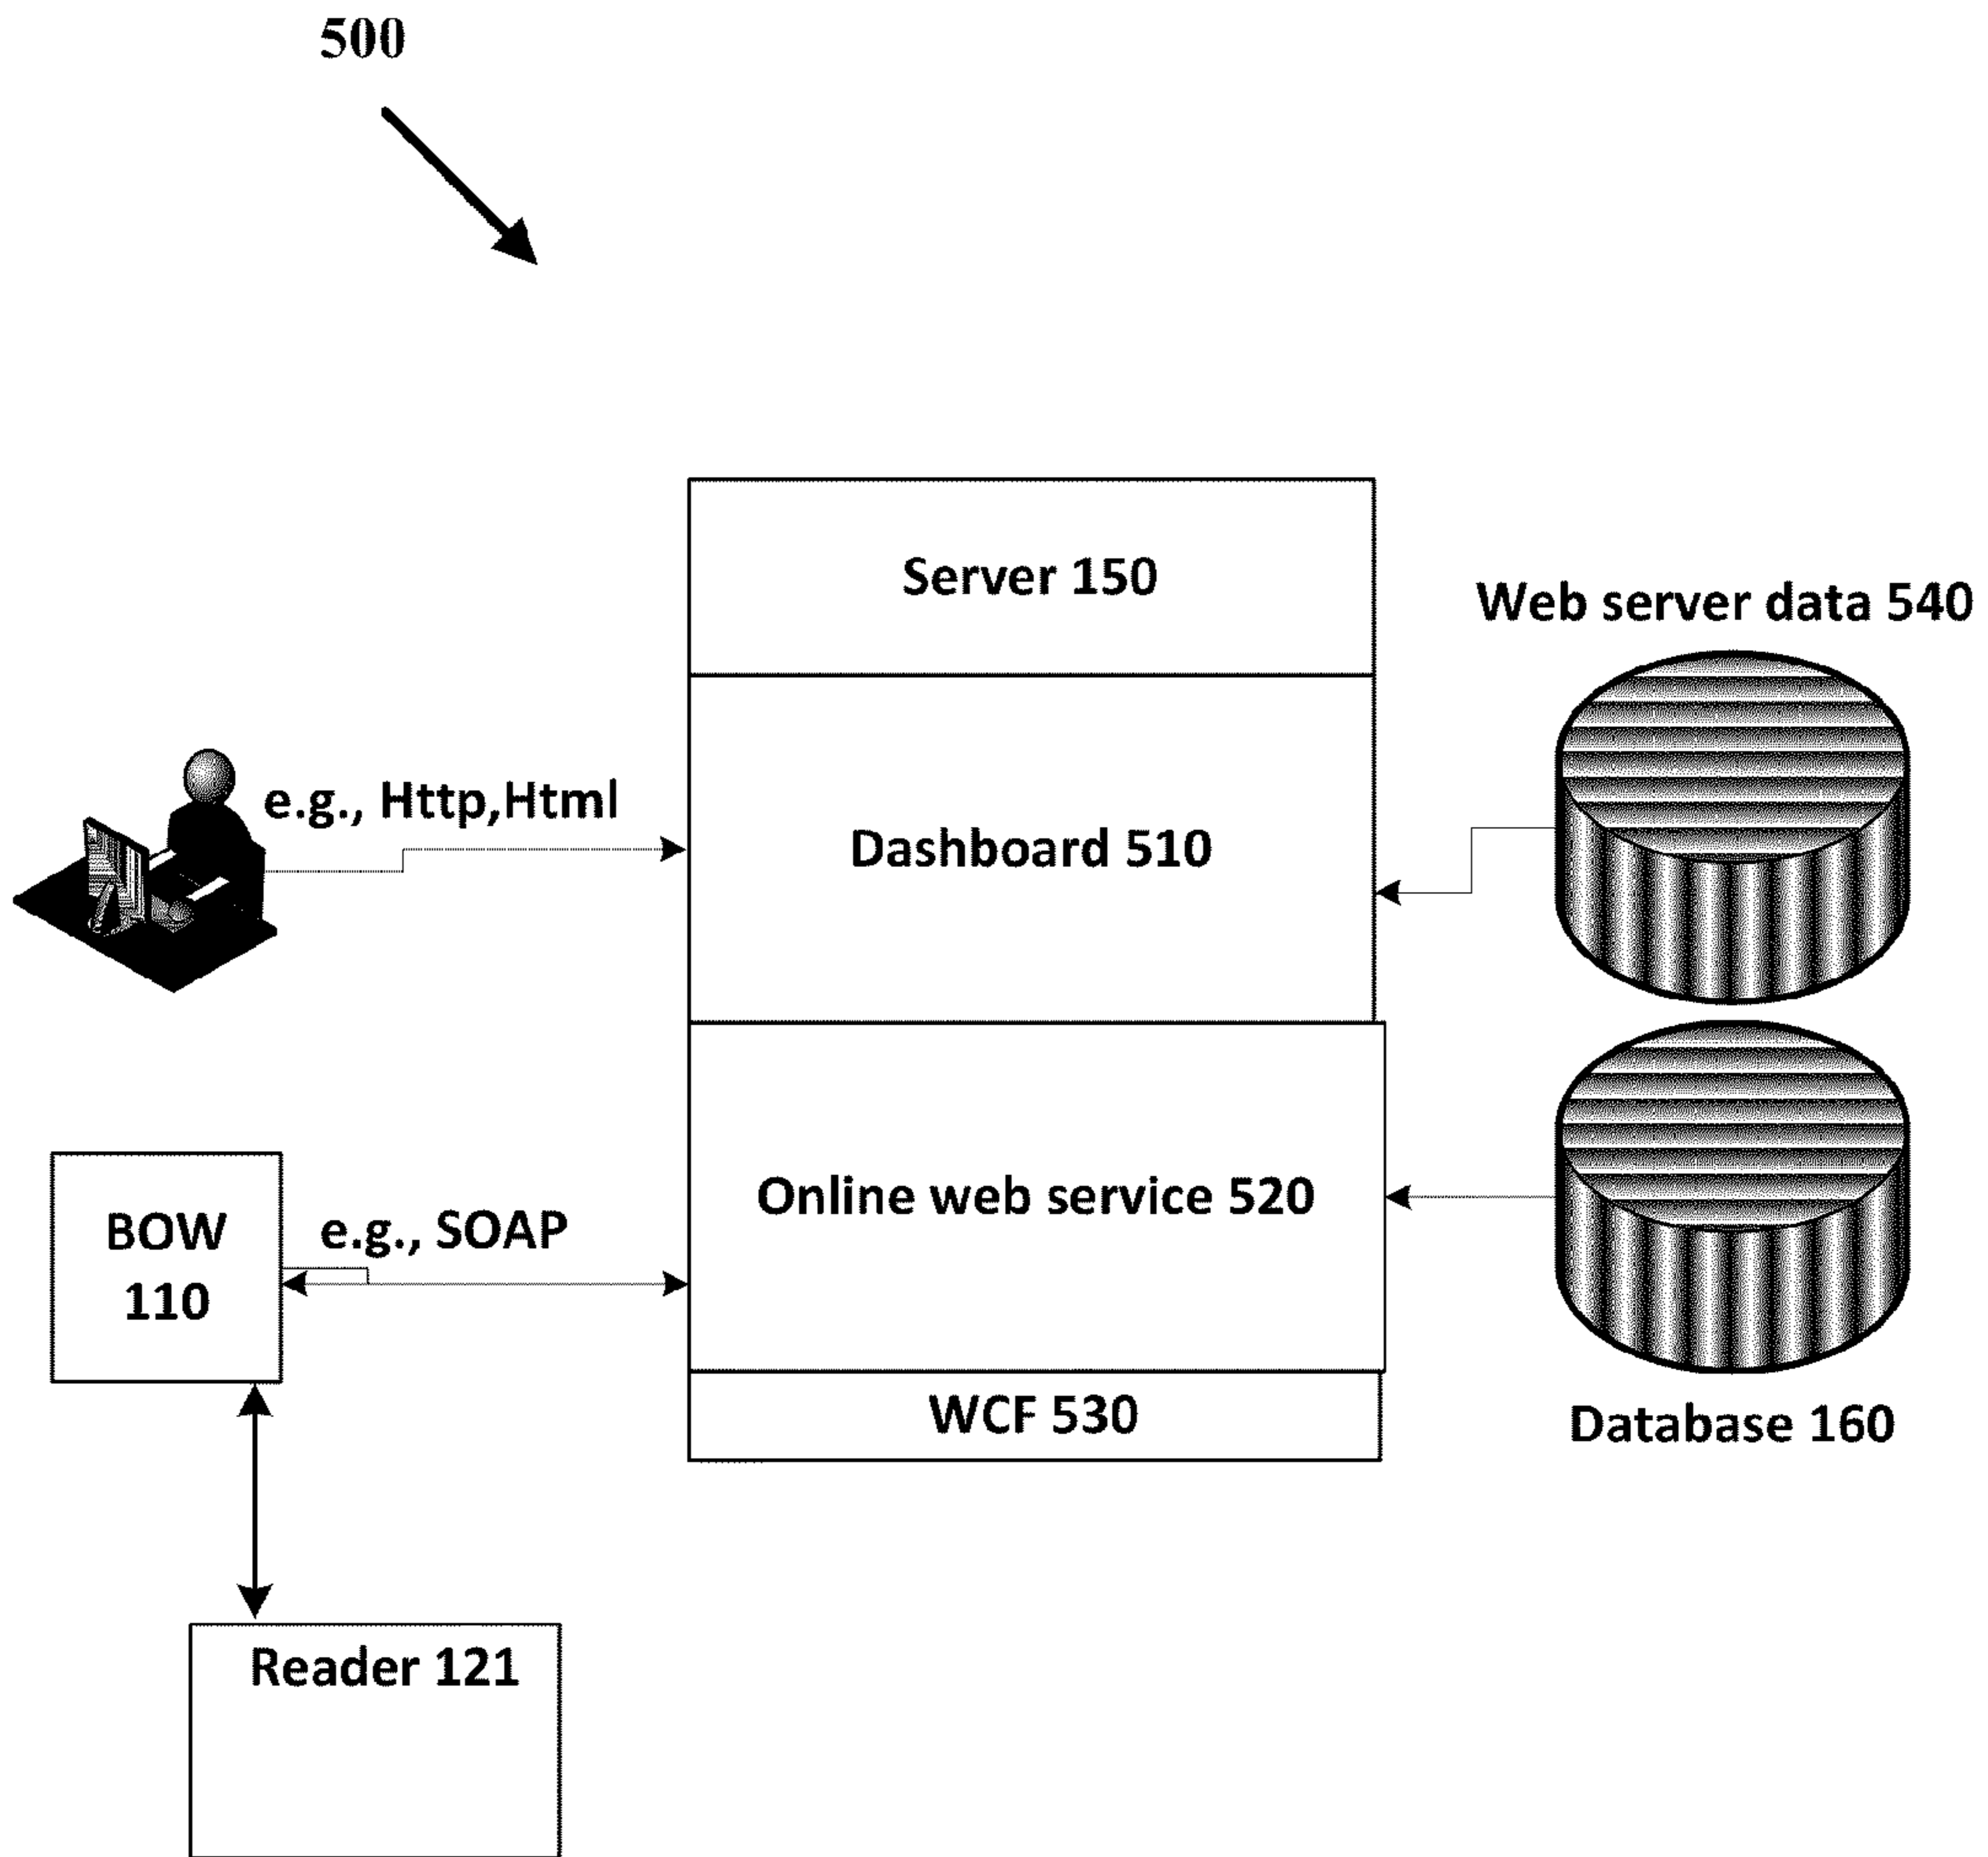 500
Server 150
Web server data 540
e.g., Http,Html
Dashboard 510
Online web service 520
BOW
110
e.g., SOAP
WCF 530
Database 160
Reader 121